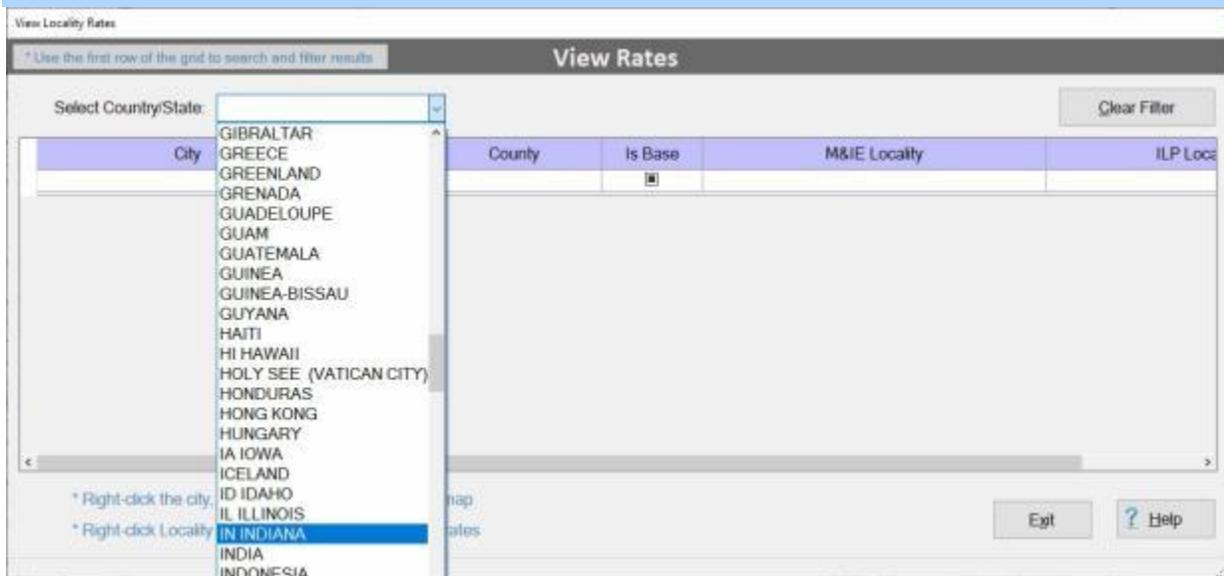 View Locality Rates
* Use the first row of the grid to search and filter results
View Rates
Select Country/State:
Clear Filter
City
County
Is Base
M&IE Locality
ILP Loca
GIBRALTAR
GREECE
GREENLAND
GRENADA
GUADELOUPE
GUAM
GUATEMALA
GUINEA
GUINEA-BISSAU
GUYANA
HAITI
HI HAWAII
HOLY SEE (VATICAN CITY)
HONDURAS
HONG KONG
HUNGARY
IA IOWA
ICELAND
ID IDAHO
IL ILLINOIS
IN INDIANA
INDIA
INDONESIA
* Right-click the city,
map
* Right-click Locality
rates
Exit
? Help